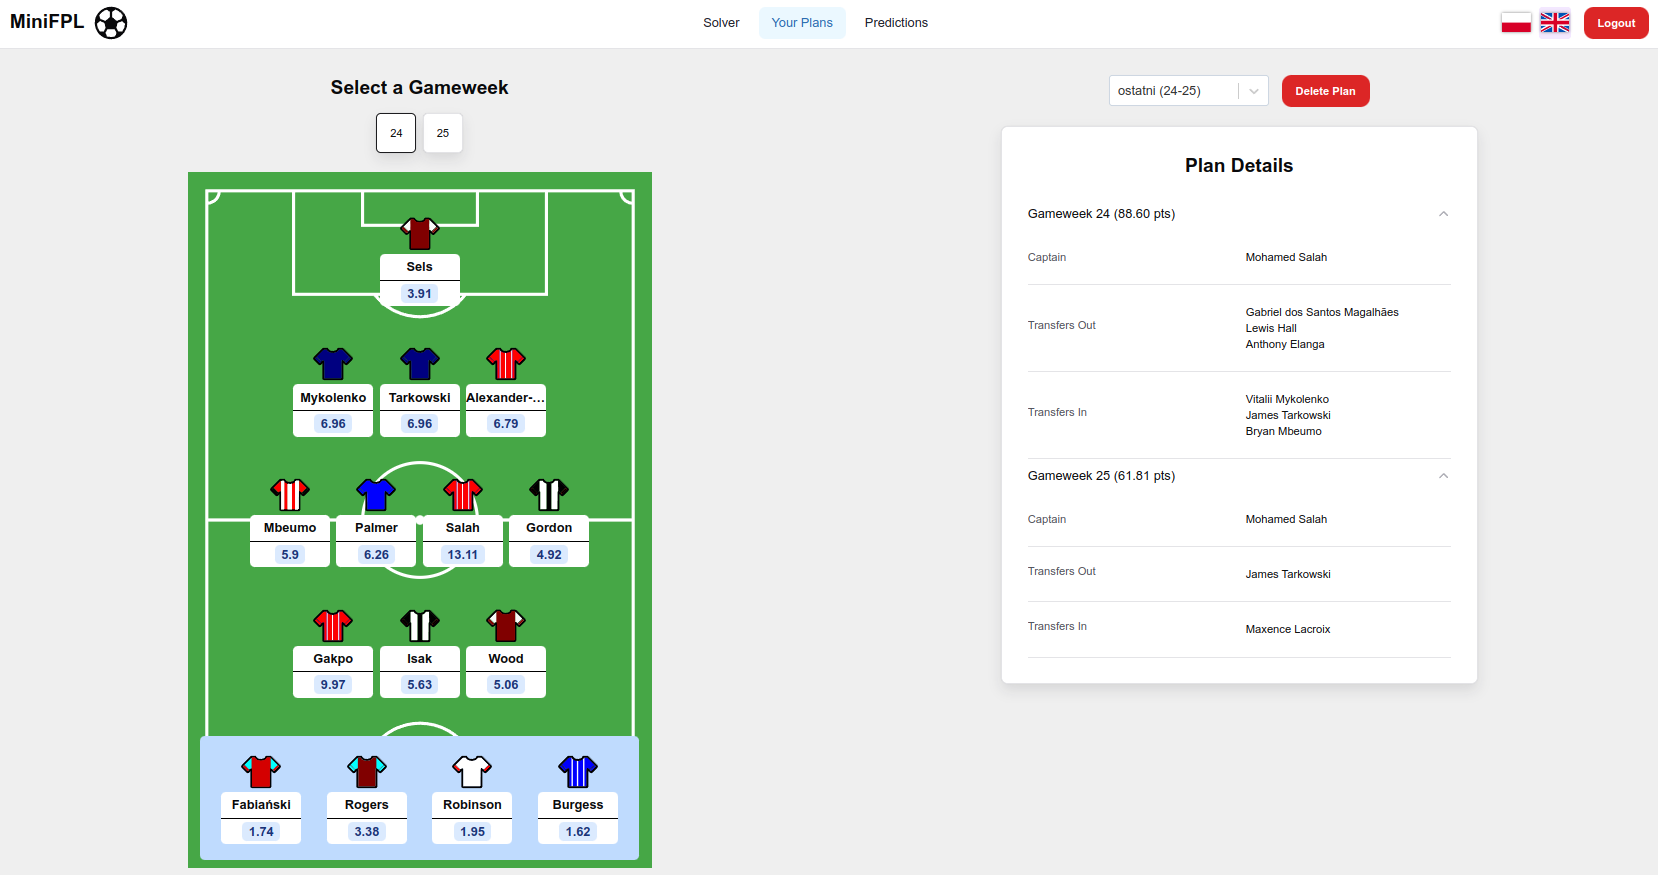 MiniFPL
Solver
Your Plans
Predictions
Logout
Select a Gameweek
24
25
Sels
3.91
Mykolenko
Tarkowski
Alexander-...
6.96
6.96
6.79
Mbeumo
Palmer
Salah
Gordon
5.9
6.26
13.11
4.92
Gakpo
Isak
Wood
9.97
5.63
5.06
Fabiański
Rogers
Robinson
Burgess
1.74
3.38
1.95
1.62
ostatni (24-25)
Delete Plan
Plan Details
Gameweek 24 (88.60 pts)
Captain
Mohamed Salah
Transfers Out
Gabriel dos Santos Magalhães
Lewis Hall
Anthony Elanga
Transfers In
Vitalii Mykolenko
James Tarkowski
Bryan Mbeumo
Gameweek 25 (61.81 pts)
Captain
Mohamed Salah
Transfers Out
James Tarkowski
Transfers In
Maxence Lacroix